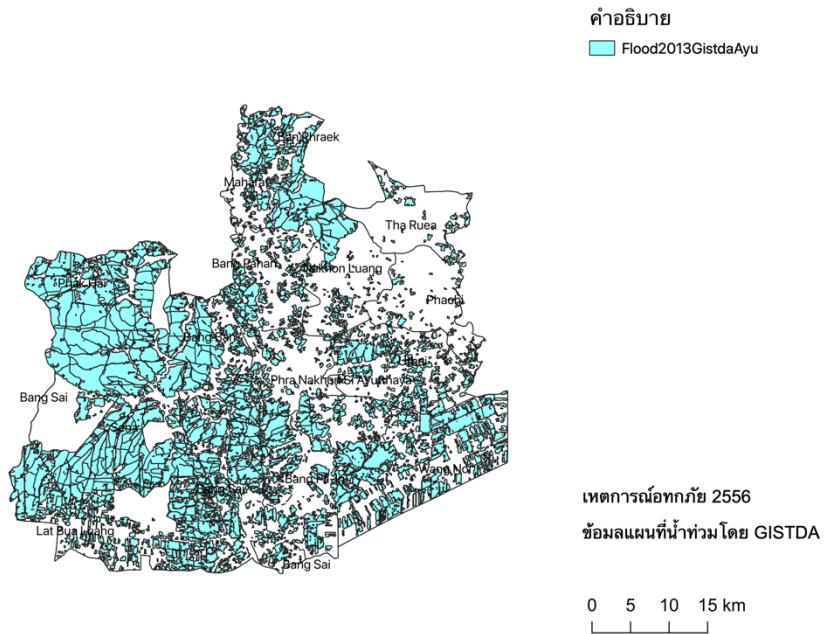 คำอธิบาย
Flood2013GistdaAyu
Ban Phraek
Maharat
Tha Ruea
Bang Pahan
Nakhon Luang
Phak Hai
Phachi
Bang Ban
Uthai
Phra Nakhon Si Ayutthaya
Bang Sai
Sena
Wang Noi
Bang Pa-in
Bang Sai
Lat Bua Luang
Bang Sai
เหตุการณ์อุทกภัย 2556
ข้อมูลแผนที่น้ำท่วมโดย GISTDA
0 5 10 15 km